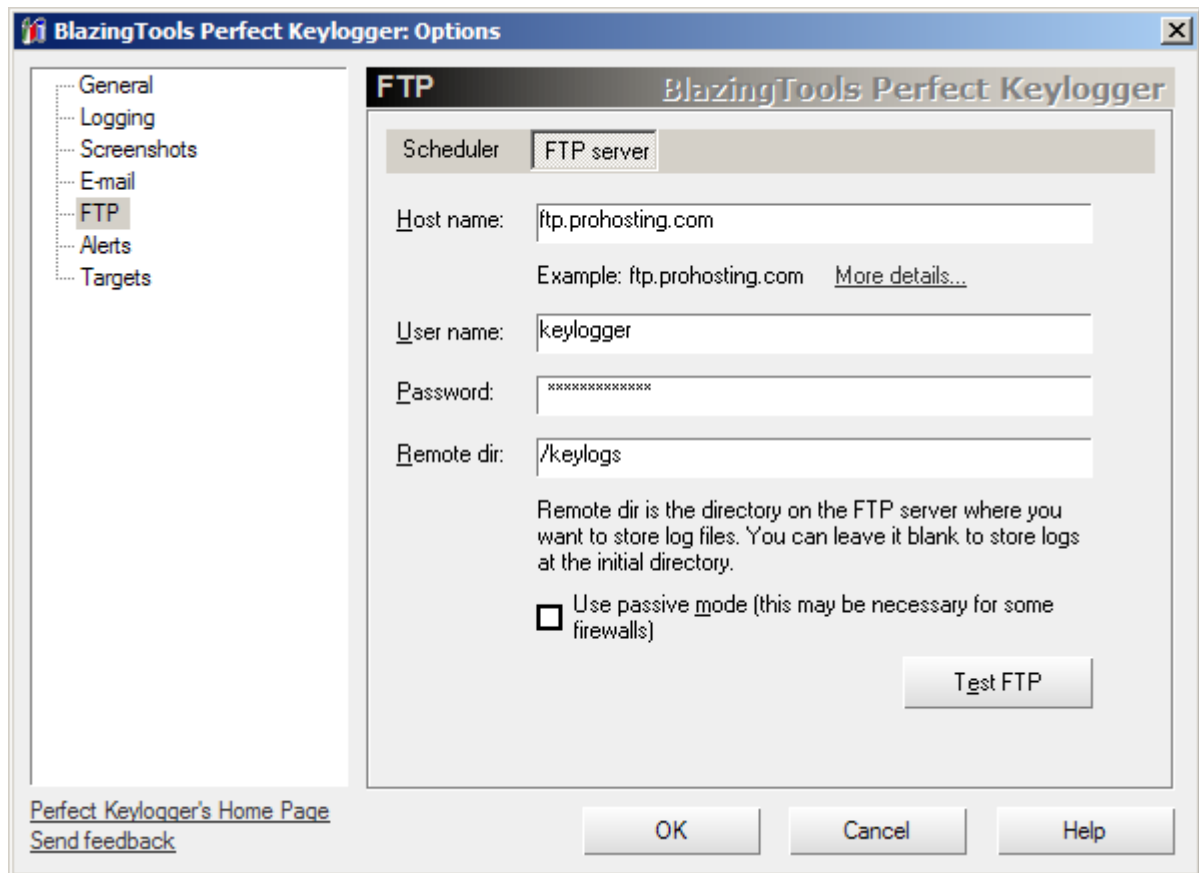 BlazingTools Perfect Keylogger: Options
General
Logging
Screenshots
E-mail
FTP
Alerts
Targets
FTP BlazingTools Perfect Keylogger
Scheduler FTP server
Host name: ftp.prohosting.com
Example: ftp.prohosting.com More details...
User name: keylogger
Password: *************
Remote dir: /keylogs
Remote dir is the directory on the FTP server where you
want to store log files. You can leave it blank to store logs
at the initial directory.
Use passive mode (this may be necessary for some
firewalls)
Test FTP
Perfect Keylogger's Home Page
Send feedback
OK Cancel Help